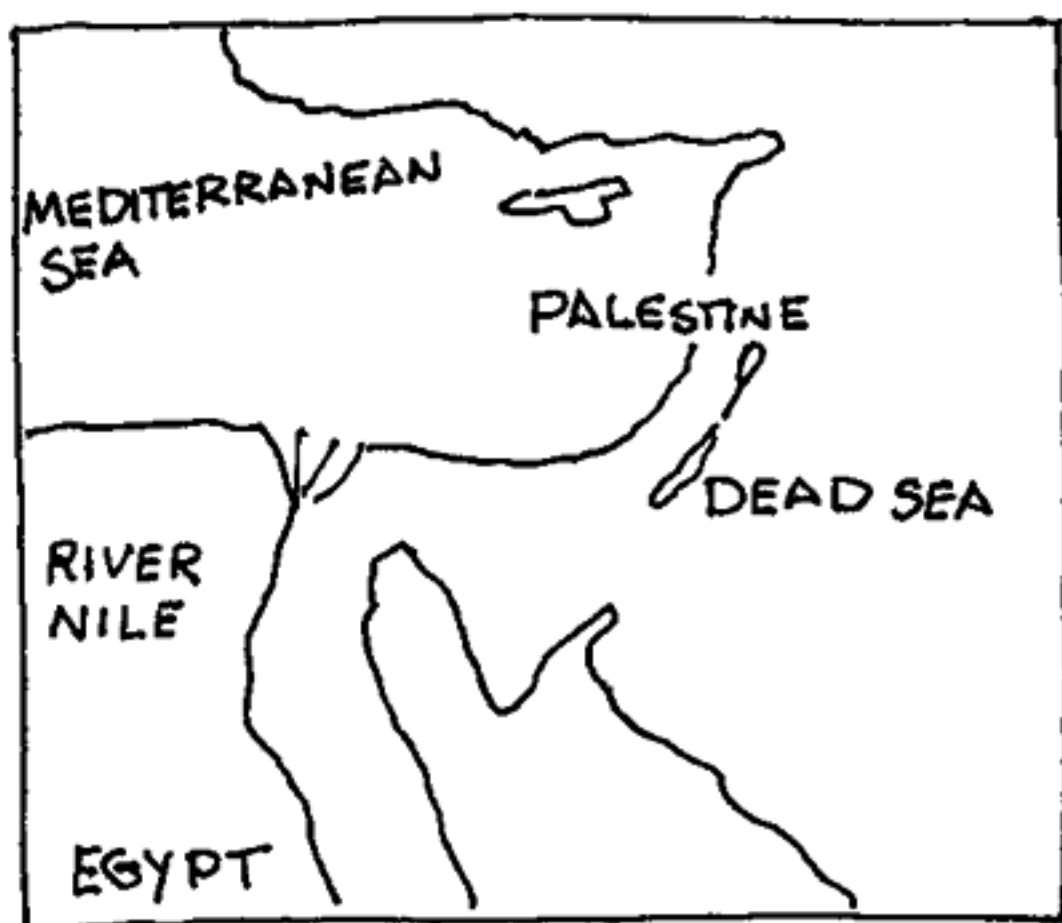 MEDITERRANEAN
SEA
PALESTINE
DEAD SEA
RIVER
NILE
EGYPT